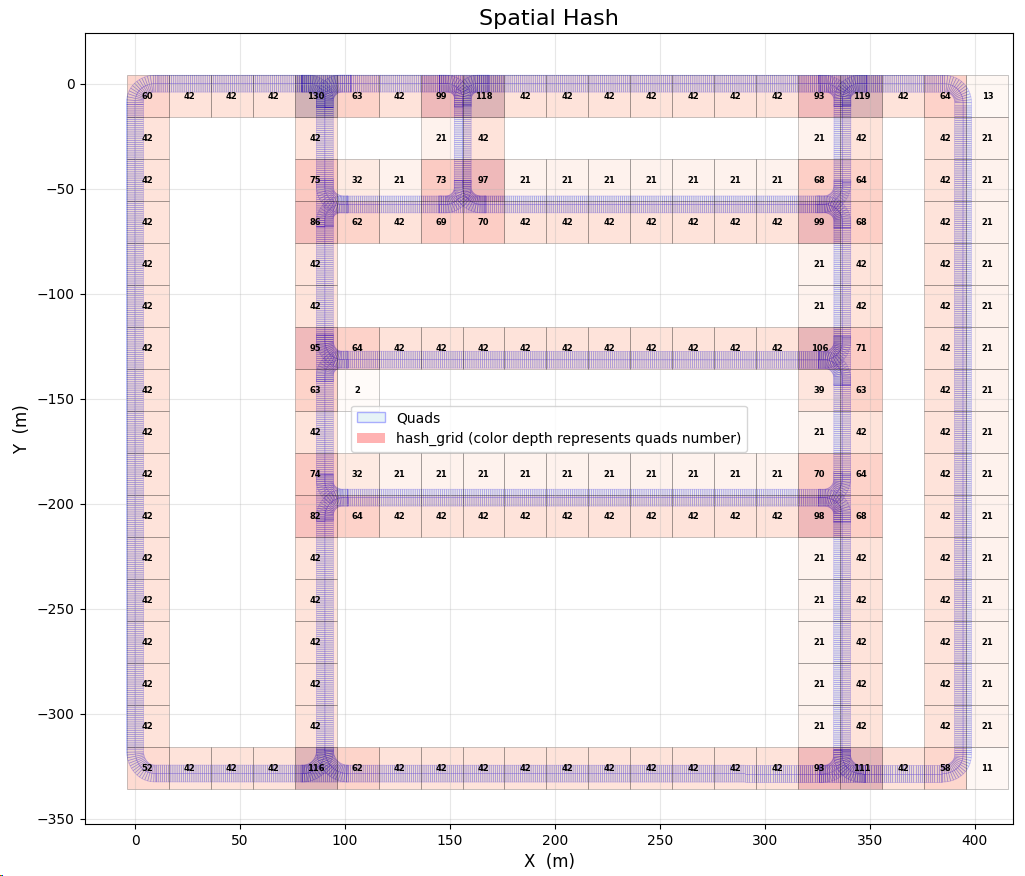 Spatial Hash
0
60 42 42 42 130 63 42 99 118 42 42 42 42 42 42 42 93 119 42 64 13
42 42 21 42 21 42 42 21
−50
42 75 32 21 73 97 21 21 21 21 21 21 21 68 64 42 21
42 86 62 42 69 70 42 42 42 42 42 42 42 99 68 42 21
−100
42 42 21 42 42 21
42 42 21 42 42 21
42 95 64 42 42 42 42 42 42 42 42 42 42 106 71 42 21
−150
42 63 2 39 63 42 21
Quads
42 42 21 42 42 21
hash_grid (color depth represents quads number)
42 74 32 21 21 21 21 21 21 21 21 21 21 70 64 42 21
−200
42 82 64 42 42 42 42 42 42 42 42 42 42 98 68 42 21
42 42 21 42 42 21
−250
42 42 21 42 42 21
42 42 21 42 42 21
42 42 21 42 42 21
−300
42 42 21 42 42 21
52 42 42 42 116 62 42 42 42 42 42 42 42 42 42 42 93 111 42 58 11
−350
0 50 100 150 200 250 300 350 400
X (m)
Y (m)